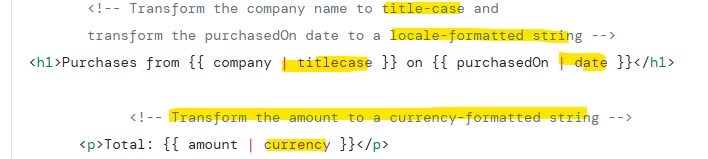 <!-- Transform the company name to title-case and
transform the purchasedOn date to a locale-formatted string -->
<h1>Purchases from {{ company | titlecase }} on {{ purchasedOn | date }}</h1>
<!-- Transform the amount to a currency-formatted string -->
<p>Total: {{ amount | currency }}</p>